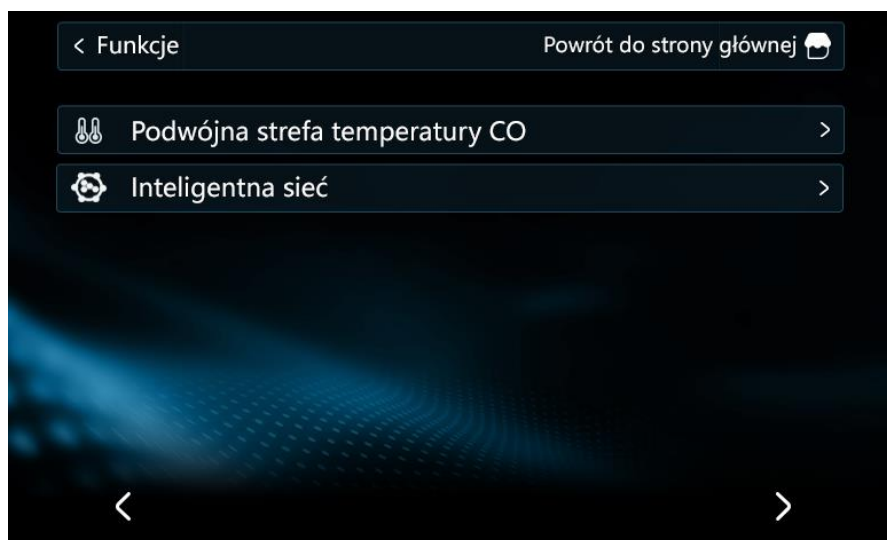 < Funkcje
Powrót do strony głównej
Podwójna strefa temperatury CO
Inteligentna sieć